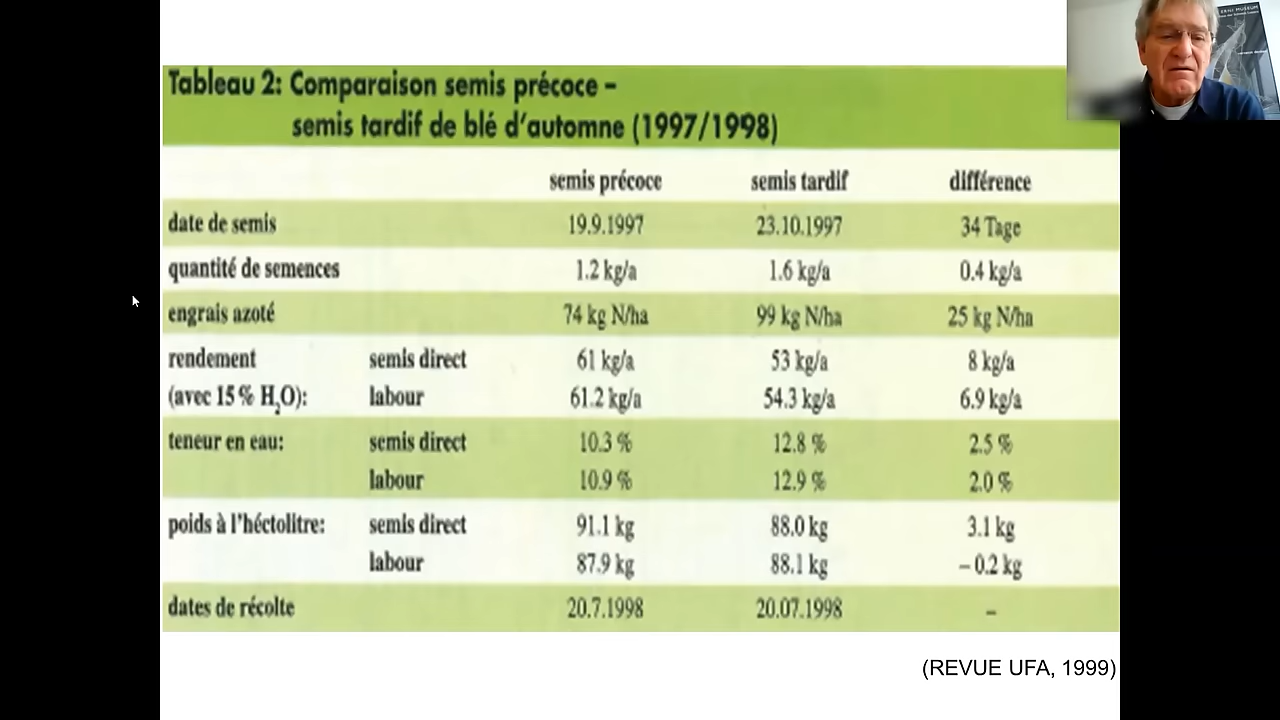 Tableau 2: Comparaison semis précoce –
semis tardif de blé d'automne (1997/1998)
semis précoce semis tardif différence
date de semis 19.9.1997 23.10.1997 34 Tage
quantité de semences 1.2 kg/a 1.6 kg/a 0.4 kg/a
engrais azoté 74 kg N/ha 99 kg N/ha 25 kg N/ha
rendement semis direct 61 kg/a 53 kg/a 8 kg/a
(avec 15 % H₂O): labour 61.2 kg/a 54.3 kg/a 6.9 kg/a
teneur en eau: semis direct 10.3 % 12.8 % 2.5 %
labour 10.9 % 12.9 % 2.0 %
poids à l'héctolitre: semis direct 91.1 kg 88.0 kg 3.1 kg
labour 87.9 kg 88.1 kg – 0.2 kg
dates de récolte 20.7.1998 20.07.1998 –
(REVUE UFA, 1999)
MUSEUM